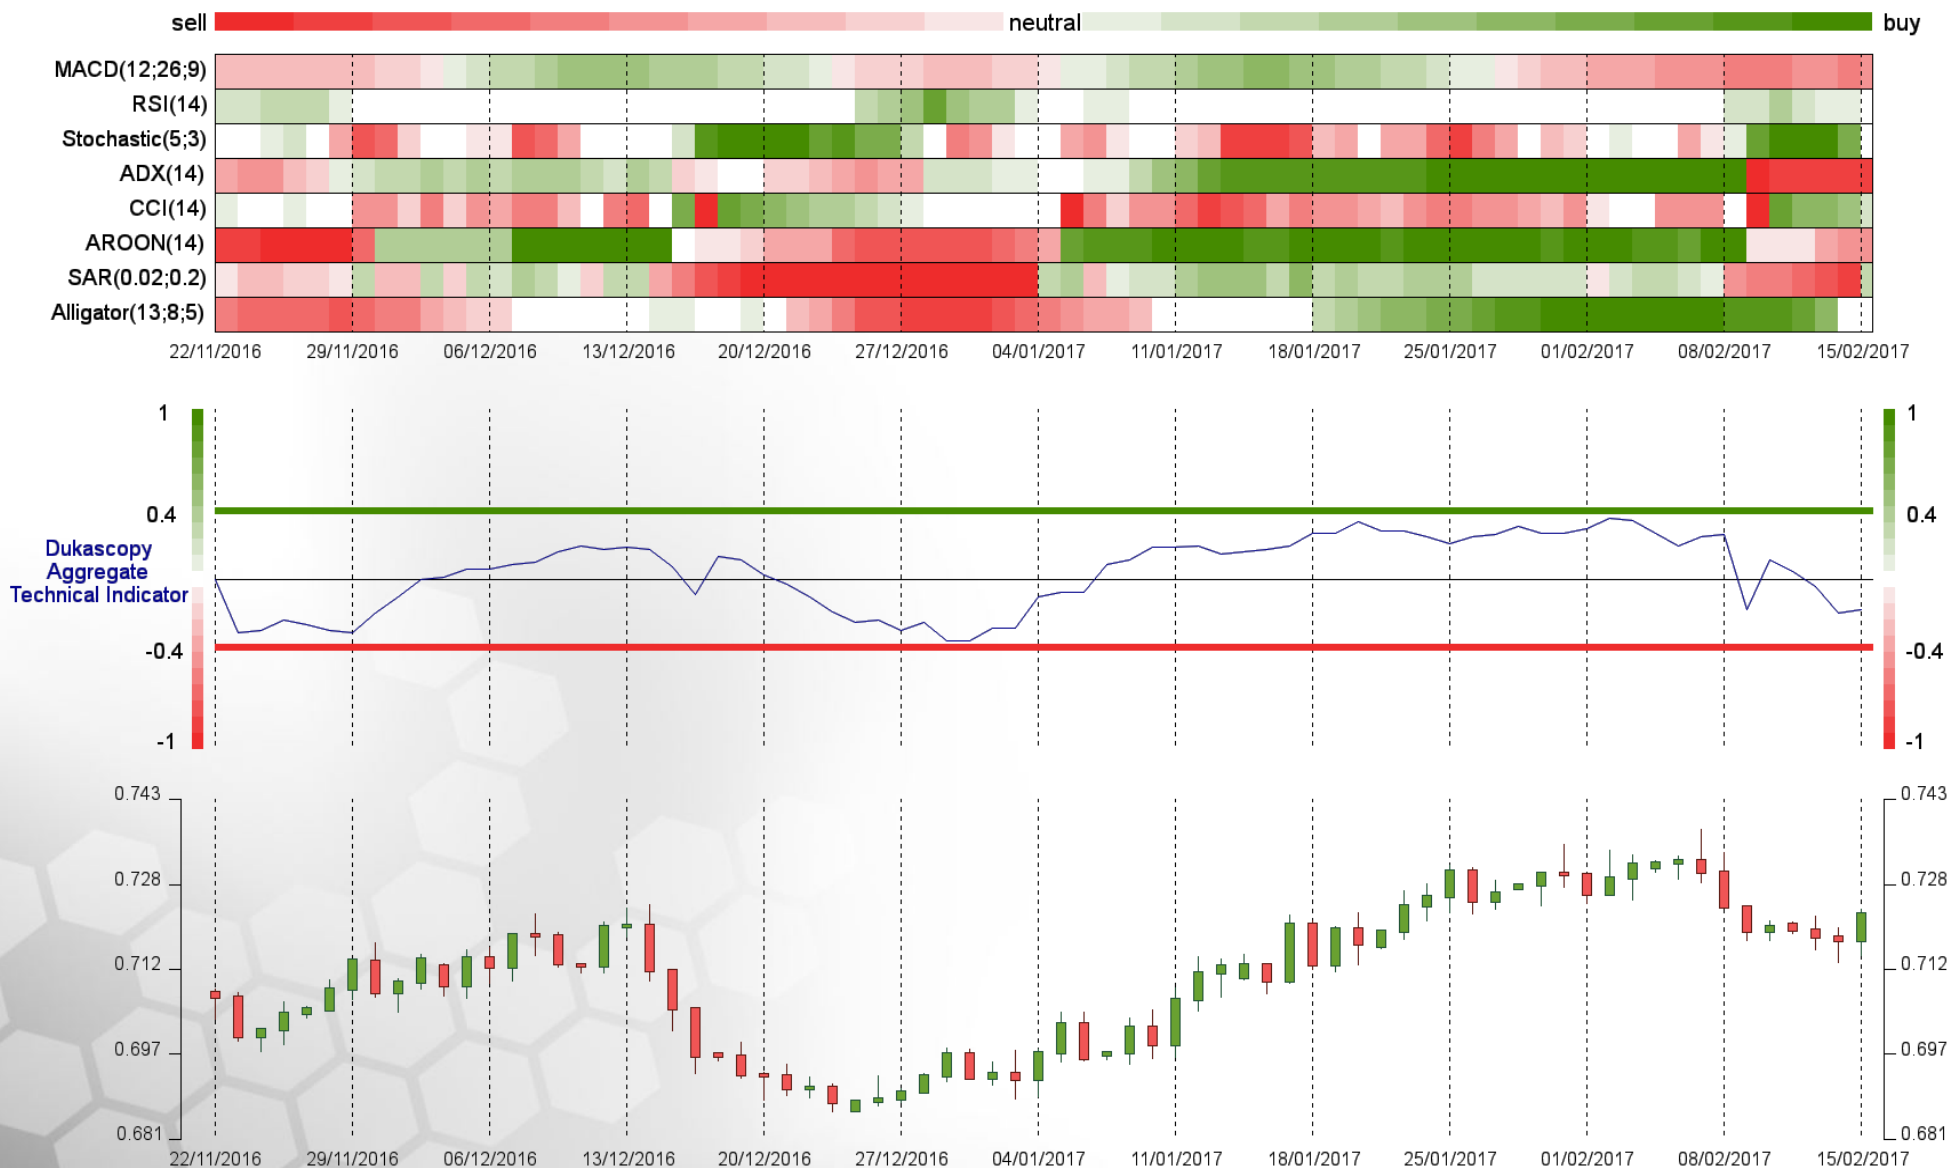 sell neutral buy
MACD(12;26;9)
RSI(14)
Stochastic(5;3)
ADX(14)
CCI(14)
AROON(14)
SAR(0.02;0.2)
Alligator(13;8;5)
22/11/2016 29/11/2016 06/12/2016 13/12/2016 20/12/2016 27/12/2016 04/01/2017 11/01/2017 18/01/2017 25/01/2017 01/02/2017 08/02/2017 15/02/2017
1 1
0.4 0.4
Dukascopy
Aggregate
Technical Indicator
-0.4 -0.4
-1 -1
0.743 0.743
0.728 0.728
0.712 0.712
0.697 0.697
0.681 0.681
22/11/2016 29/11/2016 06/12/2016 13/12/2016 20/12/2016 27/12/2016 04/01/2017 11/01/2017 18/01/2017 25/01/2017 01/02/2017 08/02/2017 15/02/2017